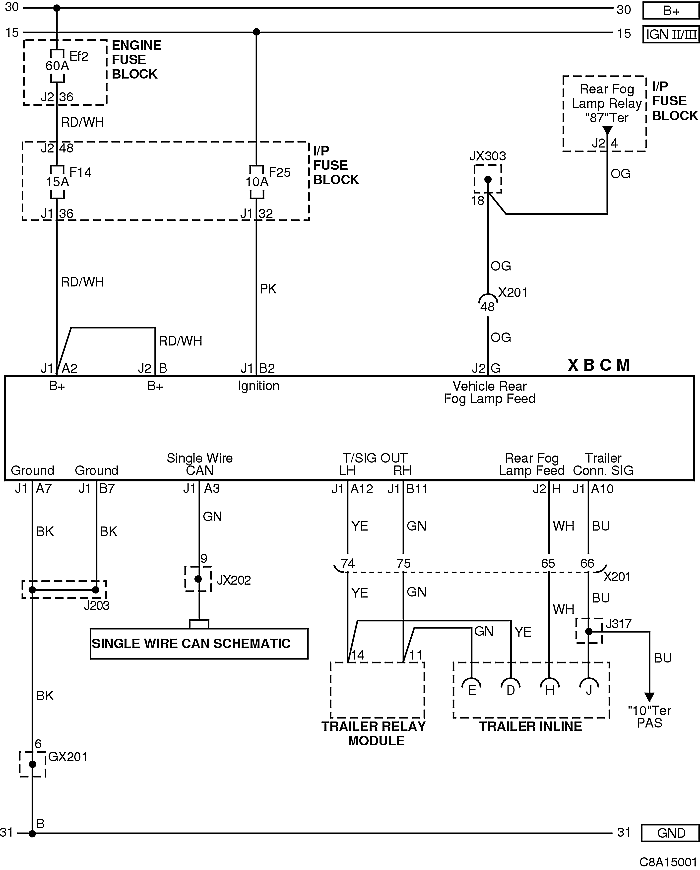 30 30 B+
15 15 IGN II/III
ENGINE
FUSE
BLOCK
Ef2
60A
J2 36
RD/WH
J2 48
I/P
FUSE
BLOCK
F14
15A
F25
10A
J1 36
J1 32
I/P
FUSE
BLOCK
Rear Fog
Lamp Relay
"87"Ter
J2 4
OG
JX303
18
OG
X201
48
OG
RD/WH
PK
RD/WH
J1 A2
J2 B
J1 B2
J2 G
XBCM
B+
B+
Ignition
Vehicle Rear
Fog Lamp Feed
Ground
Ground
Single Wire
CAN
T/SIG OUT
LH RH
Rear Fog
Lamp Feed
Trailer
Conn. SIG
J1 A7
J1 B7
J1 A3
J1 A12
J1 B11
J2 H
J1 A10
BK
BK
GN
YE
GN
WH
BU
9
JX202
74
75
65
66
X201
J203
YE
GN
WH
BU
GN
YE
J317
BU
SINGLE WIRE CAN SCHEMATIC
14
11
E
D
H
J
BK
"10"Ter
PAS
TRAILER RELAY
MODULE
TRAILER INLINE
6
GX201
B
31 31 GND
C8A15001